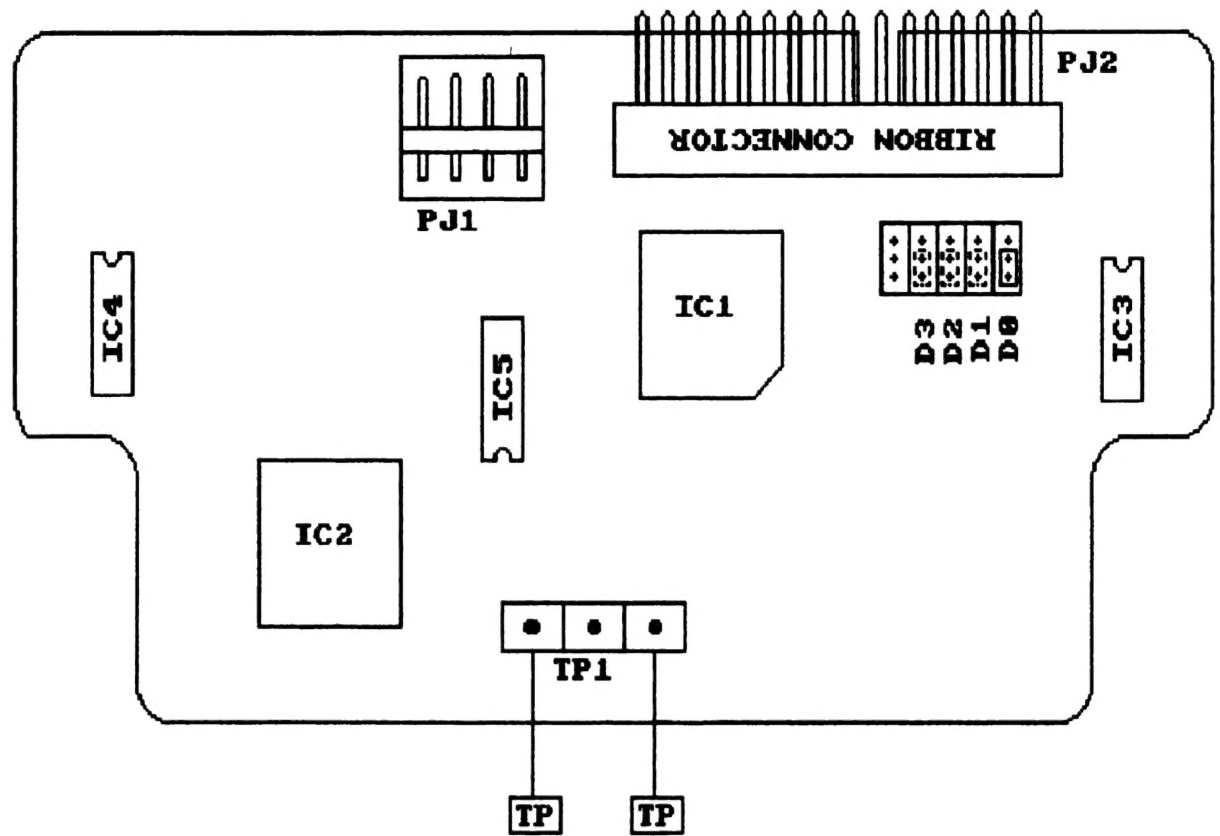 PJ2
RIBBON CONNECTOR
PJ1
IC4
IC1
IC3
D3
D2
D1
D0
IC5
IC2
TP1
TP
TP